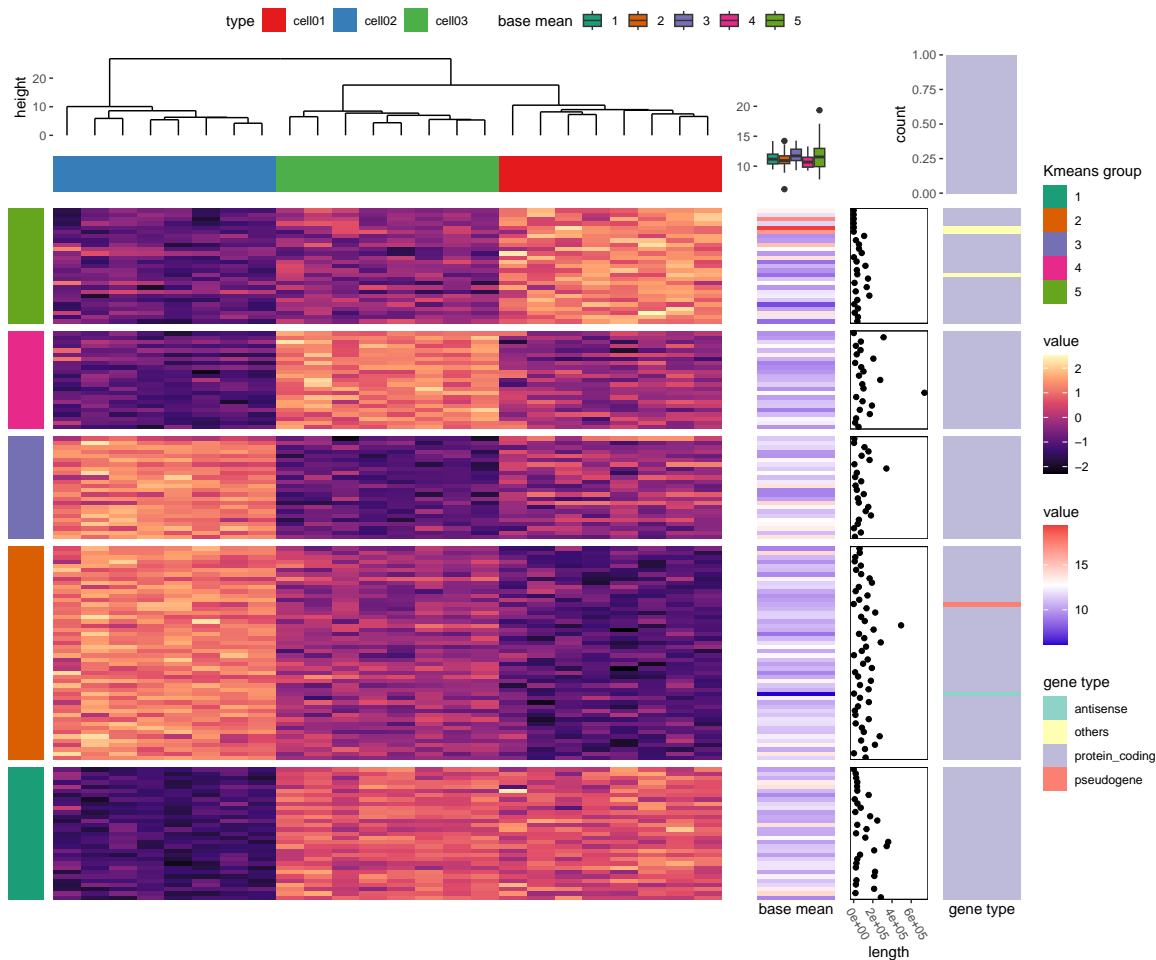 type cell01 cell02 cell03 base mean 1 2 3 4 5
height
20
10
0
20
15
10
count
1.00
0.75
0.50
0.25
0.00
Kmeans group
1
2
3
4
5
value
2
1
0
−1
−2
value
15
10
gene type
antisense
others
protein_coding
pseudogene
base mean
0e+00
2e+05
4e+05
6e+05
length
gene type